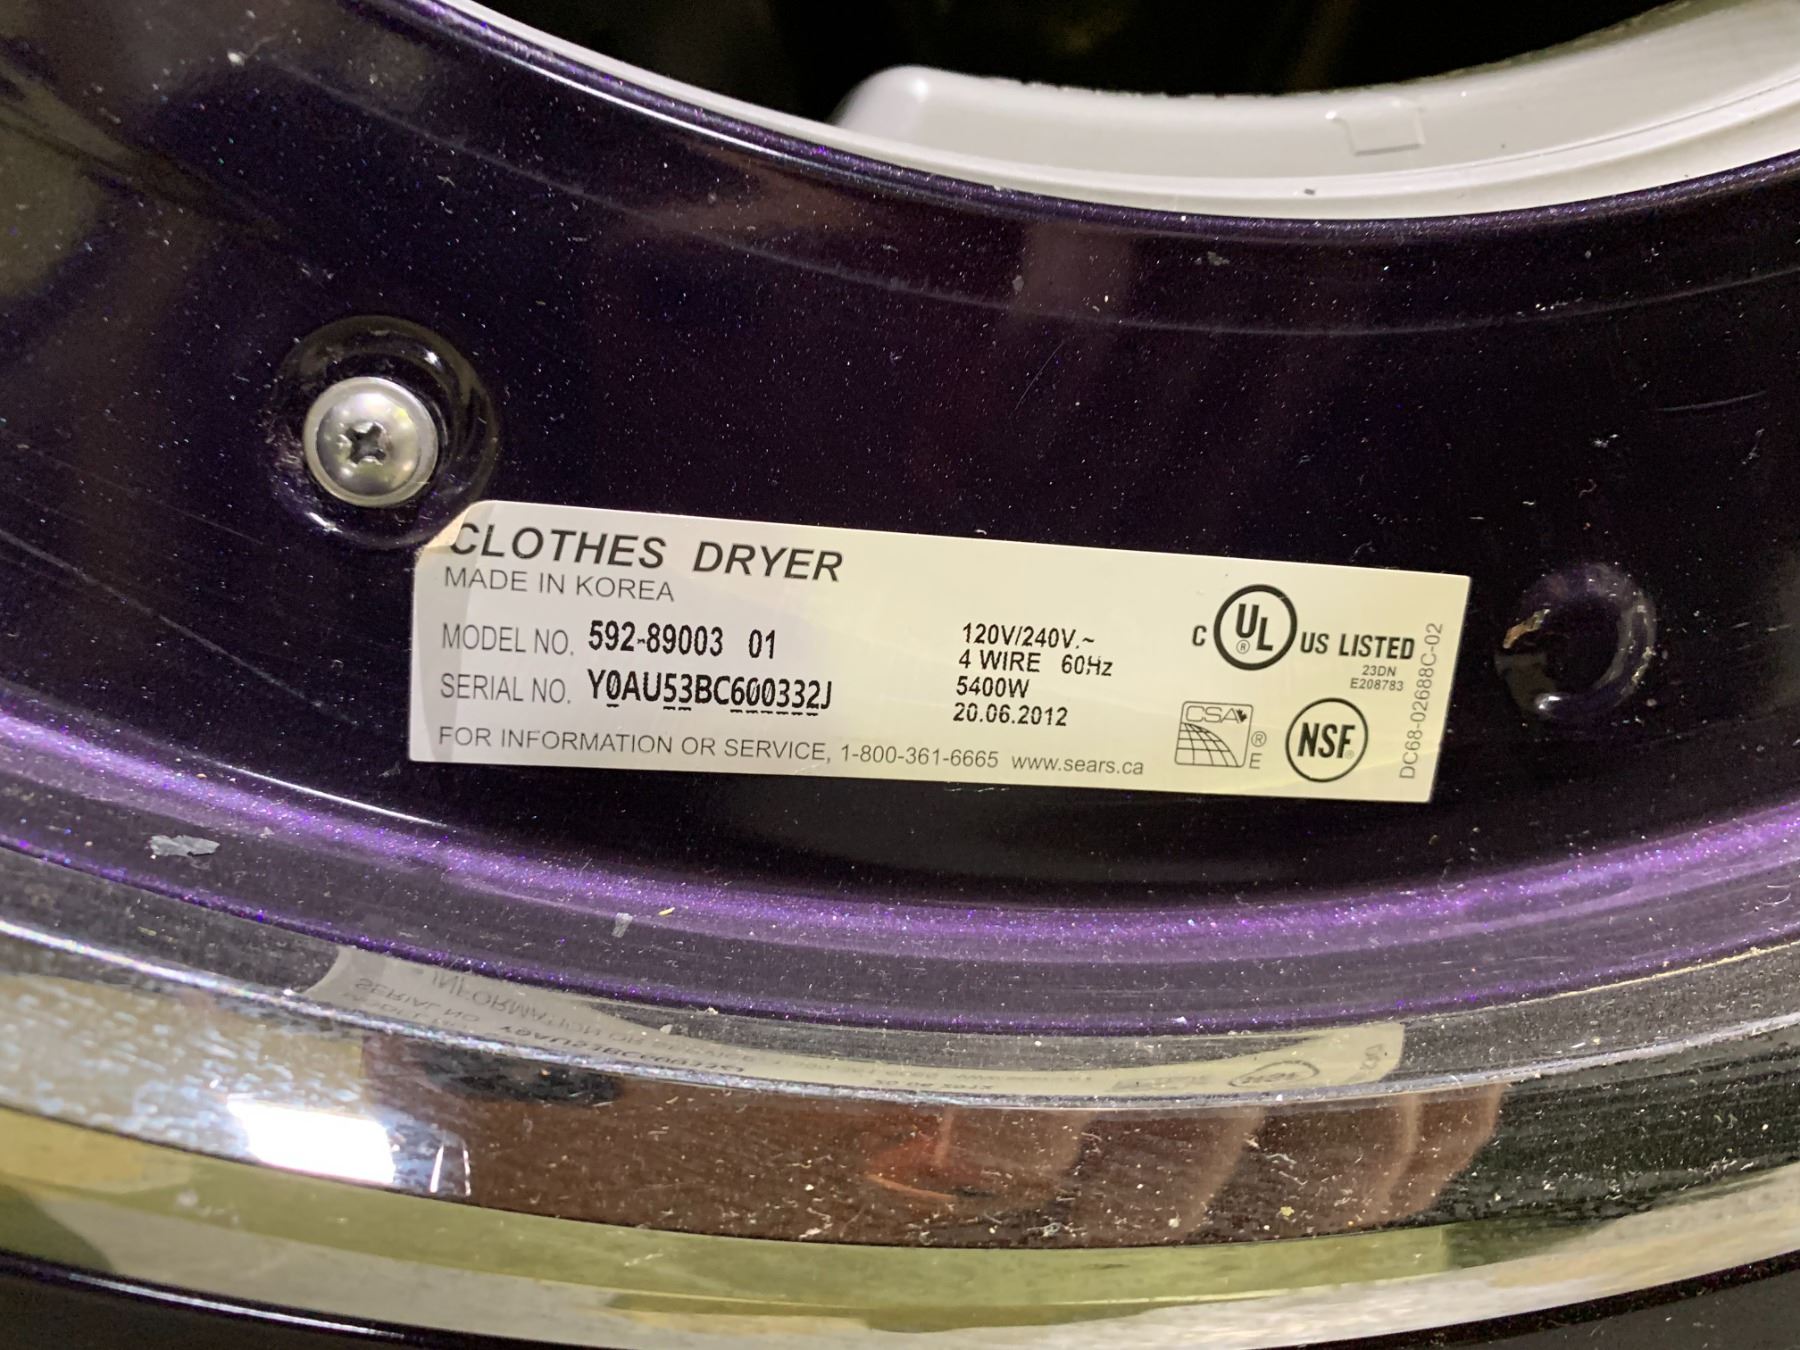 CLOTHES DRYER
MADE IN KOREA
MODEL NO. 592-89003 01
SERIAL NO. Y0AU53BC600332J
FOR INFORMATION OR SERVICE, 1-800-361-6665 www.sears.ca
120V/240V.~
4 WIRE 60Hz
5400W
20.06.2012
C UL ® US LISTED
23DN
E208783
CSA ® E
NSF
DC68-02688C-02